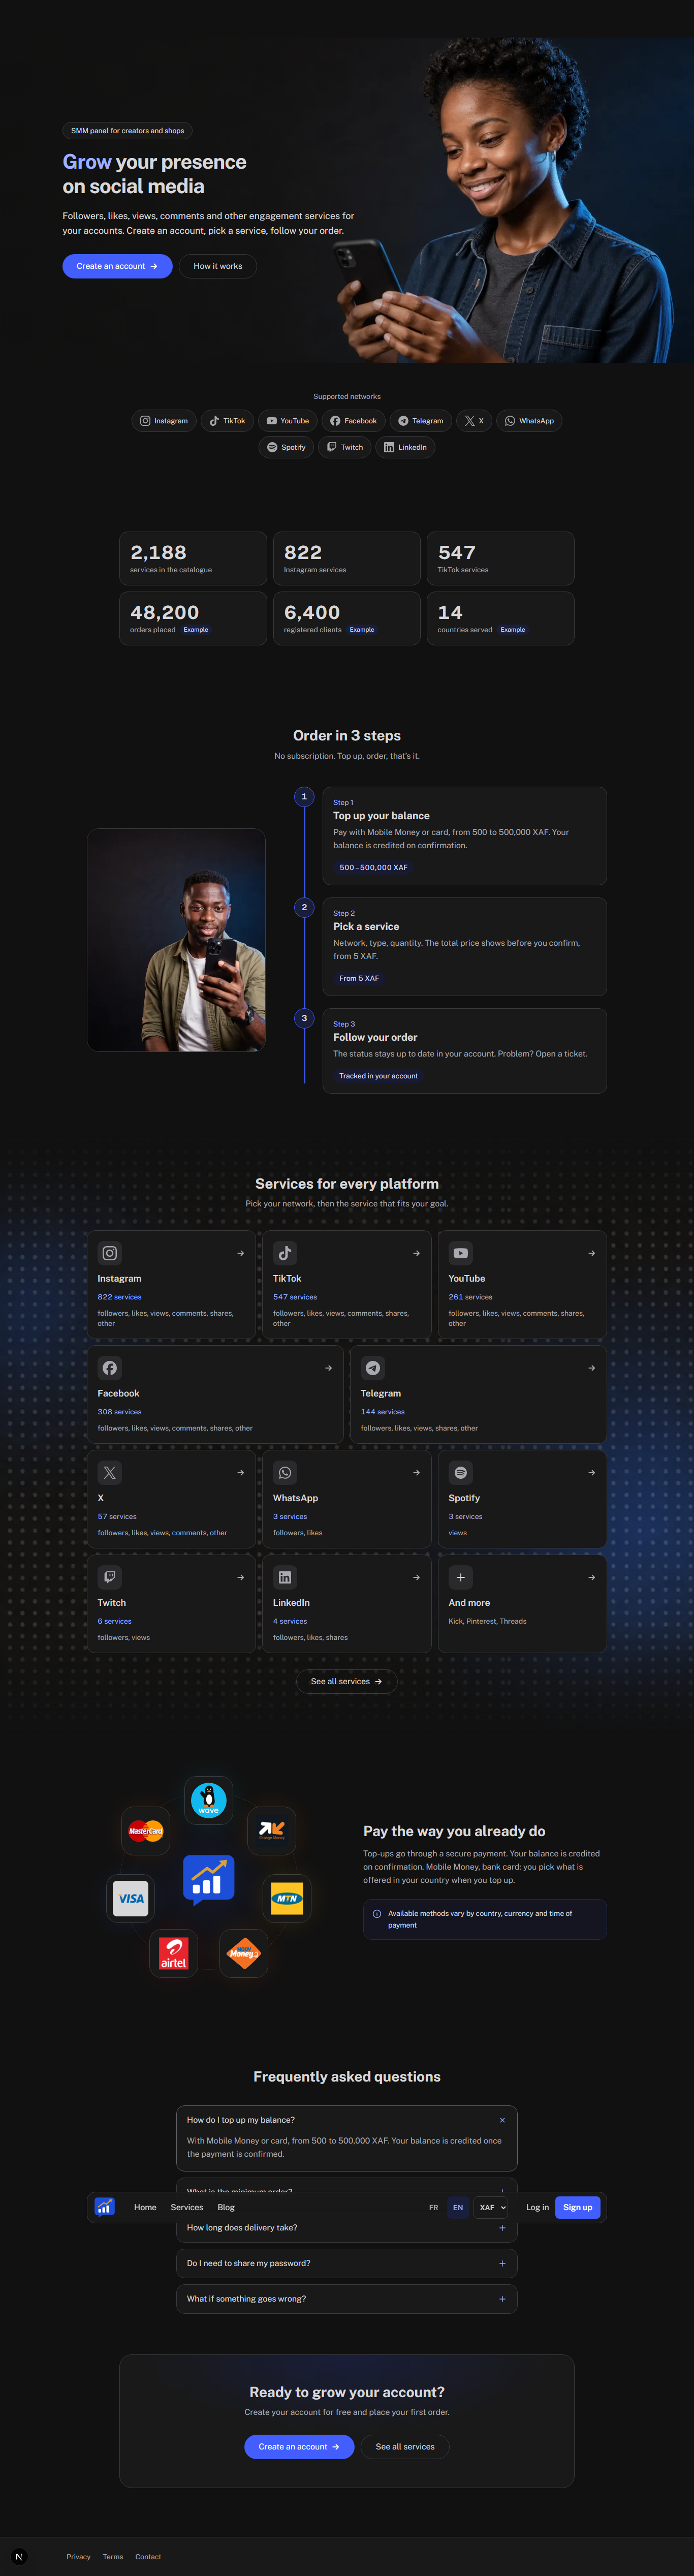 SMM panel for creators and shops
Grow your presence
on social media
Followers, likes, views, comments and other engagement services for
your accounts. Create an account, pick a service, follow your order.
Create an account →
How it works
Supported networks
Instagram
TikTok
YouTube
Facebook
Telegram
X
WhatsApp
Spotify
Twitch
LinkedIn
2,188
services in the catalogue
822
Instagram services
547
TikTok services
48,200
orders placed Example
6,400
registered clients Example
14
countries served Example
Order in 3 steps
No subscription. Top up, order, that's it.
1
Step 1
Top up your balance
Pay with Mobile Money or card, from 500 to 500,000 XAF. Your
balance is credited on confirmation.
500 – 500,000 XAF
2
Step 2
Pick a service
Network, type, quantity. The total price shows before you confirm,
from 5 XAF.
From 5 XAF
3
Step 3
Follow your order
The status stays up to date in your account. Problem? Open a ticket.
Tracked in your account
Services for every platform
Pick your network, then the service that fits your goal.
Instagram
822 services
followers, likes, views, comments, shares,
other
TikTok
547 services
followers, likes, views, comments, shares,
other
YouTube
261 services
followers, likes, views, comments, shares,
other
Facebook
308 services
followers, likes, views, comments, shares, other
Telegram
144 services
followers, likes, views, shares, other
X
57 services
followers, likes, views, comments, other
WhatsApp
3 services
followers, likes
Spotify
3 services
views
Twitch
6 services
followers, views
LinkedIn
4 services
followers, likes, shares
And more
Kick, Pinterest, Threads
See all services →
wave
MasterCard
Orange Money
VISA
MTN
airtel
Money
Pay the way you already do
Top-ups go through a secure payment. Your balance is credited
on confirmation. Mobile Money, bank card: you pick what is
offered in your country when you top up.
Available methods vary by country, currency and time of
payment
Frequently asked questions
How do I top up my balance?
With Mobile Money or card, from 500 to 500,000 XAF. Your balance is credited once
the payment is confirmed.
What is the minimum order?
Home
Services
Blog
FR
EN
XAF
Log in
Sign up
How long does delivery take?
Do I need to share my password?
What if something goes wrong?
Ready to grow your account?
Create your account for free and place your first order.
Create an account →
See all services
N
Privacy
Terms
Contact